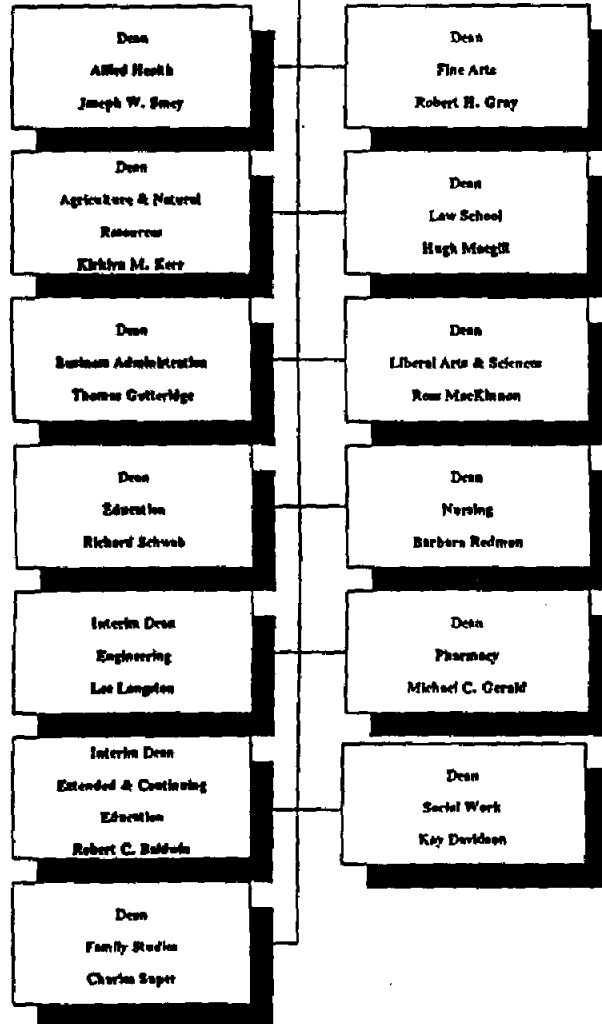 Dean
Allied Health
Joseph W. Smey
Dean
Fine Arts
Robert H. Gray
Dean
Agriculture & Natural
Resources
Kirklyn M. Kerr
Dean
Law School
Hugh Macgill
Dean
Business Administration
Thomas Gutteridge
Dean
Liberal Arts & Sciences
Ross MacKinnon
Dean
Education
Richard Schwab
Dean
Nursing
Barbara Redman
Interim Dean
Engineering
Lee Langston
Dean
Pharmacy
Michael C. Gerald
Interim Dean
Extended & Continuing
Education
Robert C. Baldwin
Dean
Social Work
Kay Davidson
Dean
Family Studies
Charles Super